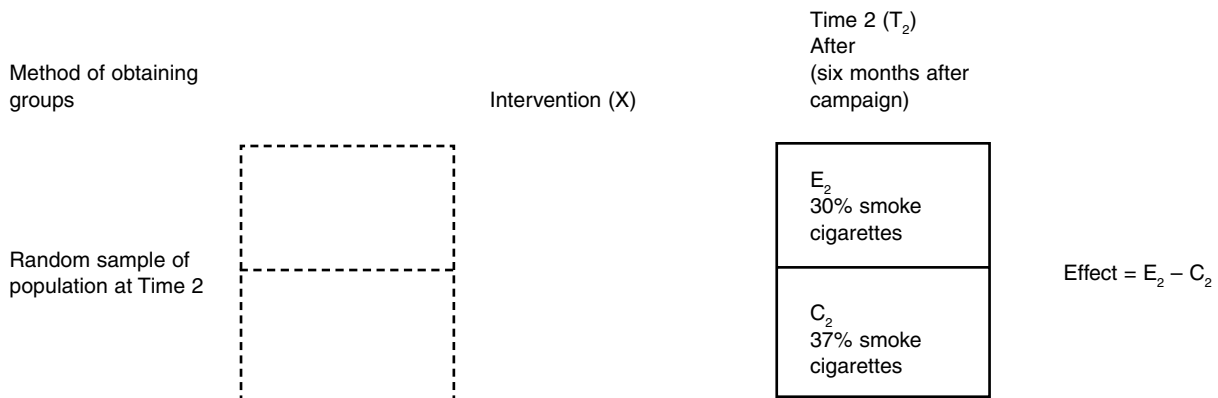 Time 2 (T₂)
After
(six months after
campaign)
Method of obtaining
groups
Intervention (X)
E₂
30% smoke
cigarettes
Random sample of
population at Time 2
Effect = E₂ – C₂
C₂
37% smoke
cigarettes